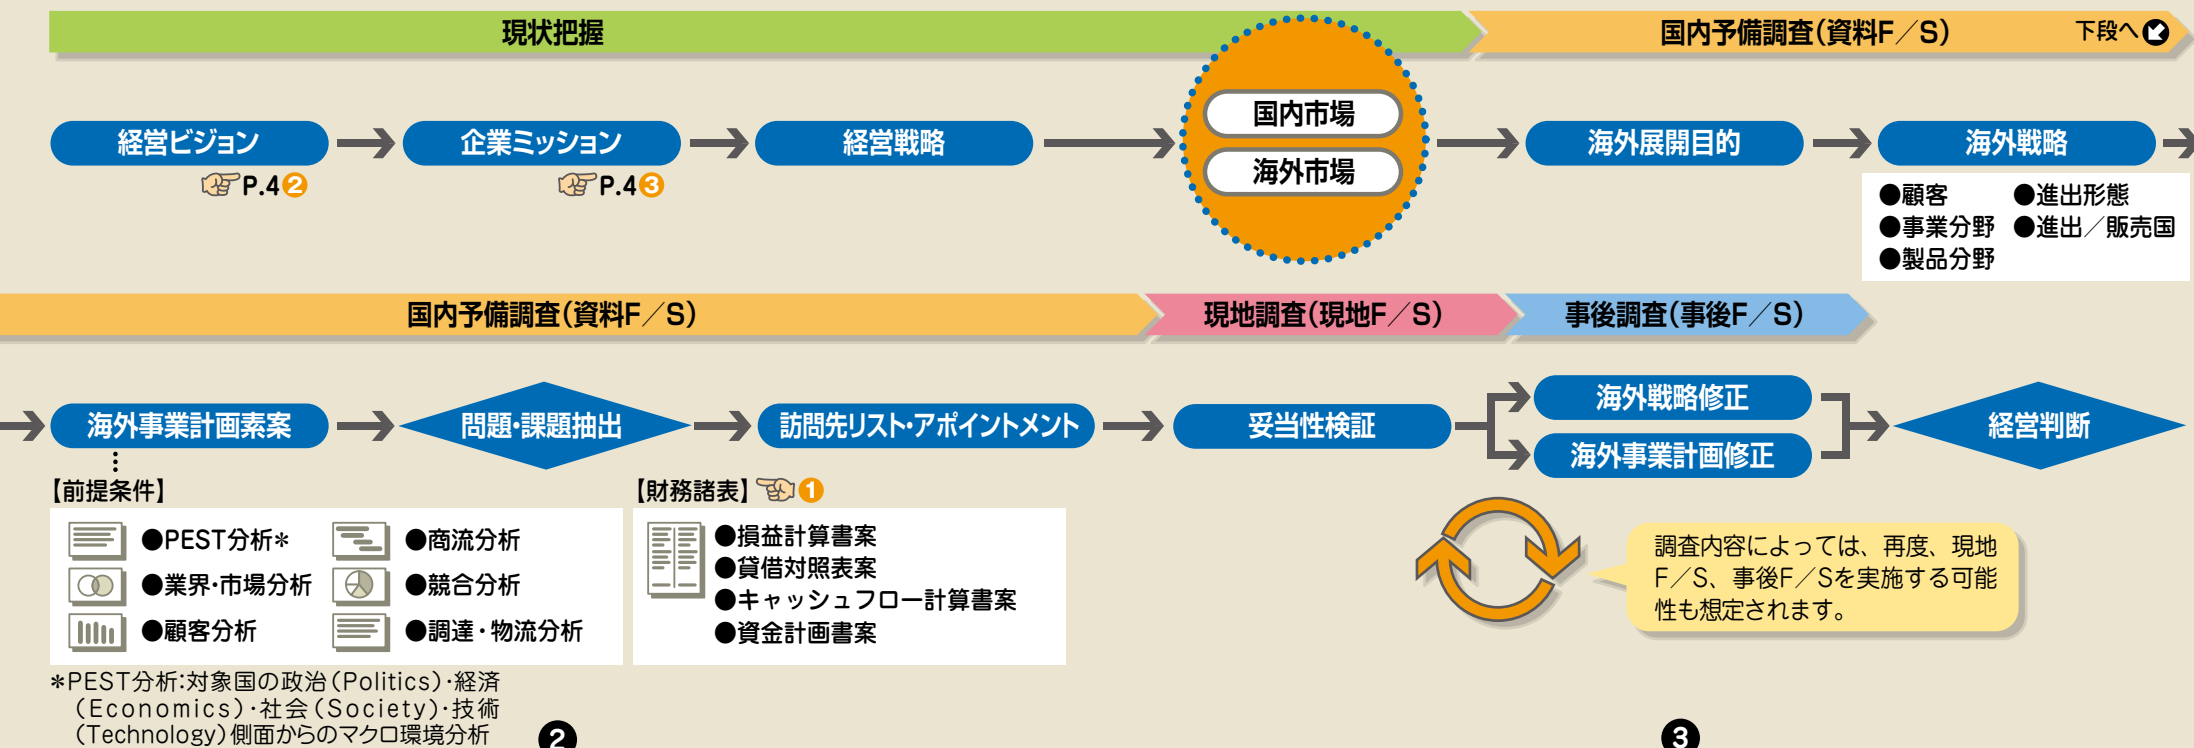 現状把握
国内予備調査(資料F/S)
下段へ
経営ビジョン
企業ミッション
経営戦略
国内市場
海外市場
海外展開目的
海外戦略
P.4❷
P.4❸
●顧客 ●進出形態
●事業分野 ●進出/販売国
●製品分野
国内予備調査(資料F/S)
現地調査(現地F/S)
事後調査(事後F/S)
海外事業計画素案
問題・課題抽出
訪問先リスト・アポイントメント
妥当性検証
海外戦略修正
海外事業計画修正
経営判断
【前提条件】
●PEST分析* ●商流分析
●業界・市場分析 ●競合分析
●顧客分析 ●調達・物流分析
【財務諸表】 ❶
●損益計算書案
●貸借対照表案
●キャッシュフロー計算書案
●資金計画書案
調査内容によっては、再度、現地
F/S、事後F/Sを実施する可能
性も想定されます。
*PEST分析:対象国の政治(Politics)・経済
(Economics)・社会(Society)・技術
(Technology)側面からのマクロ環境分析
❷
❸